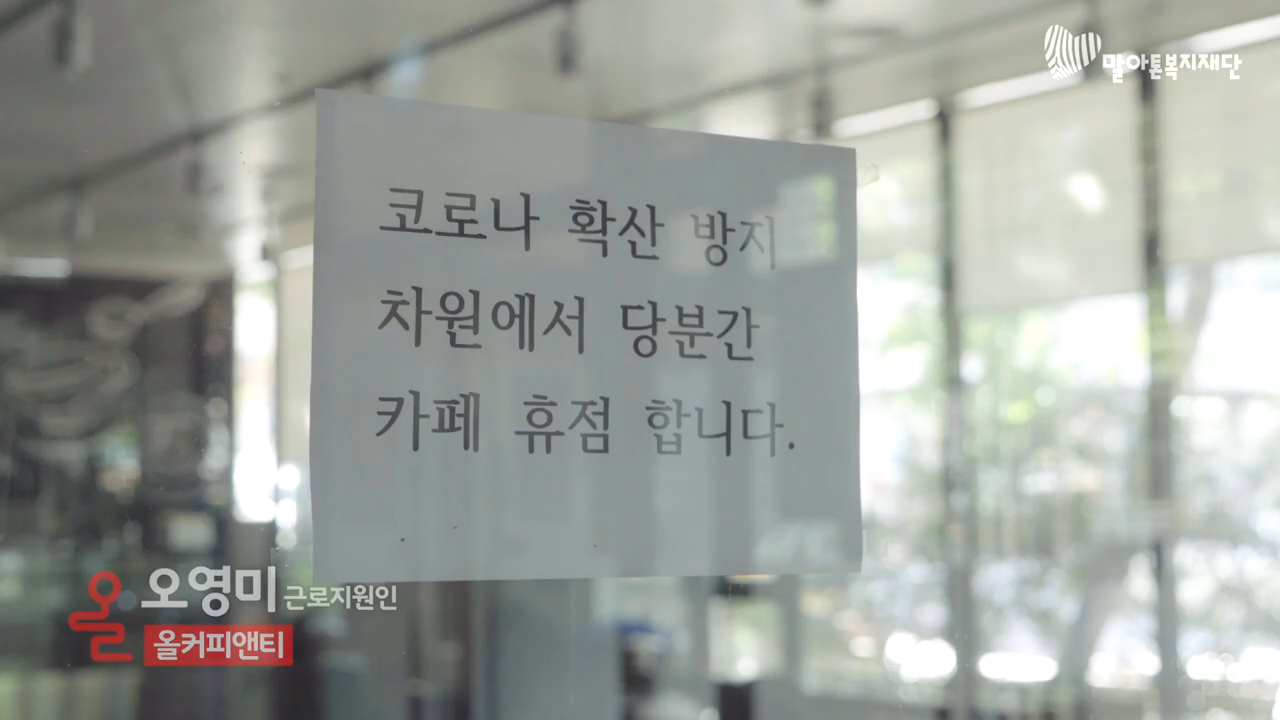 말아톤복지재단
코로나 확산 방지
차원에서 당분간
카페 휴점 합니다.
올 오영미 근로지원인
올커피앤티